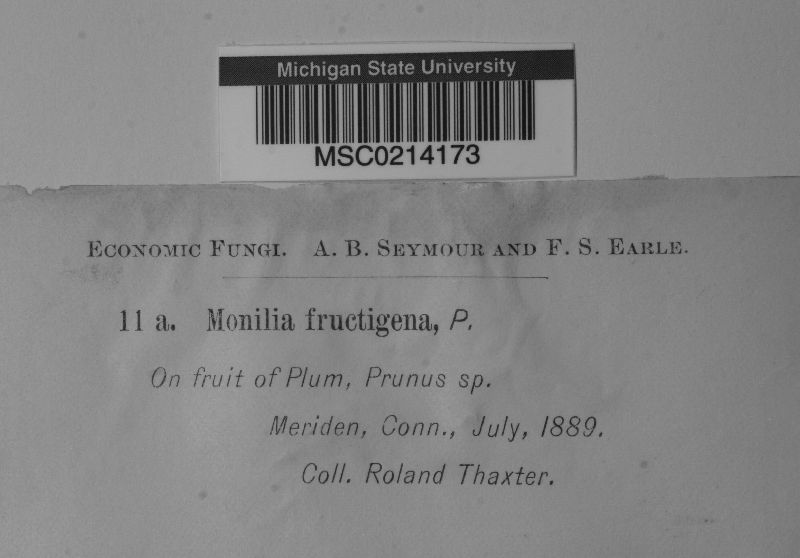 Michigan State University
MSC0214173
Economic Fungi. A. B. Seymour and F. S. Earle.
11 a. Monilia fructigena, P.
On fruit of Plum, Prunus sp.
Meriden, Conn., July, 1889.
Coll. Roland Thaxter.